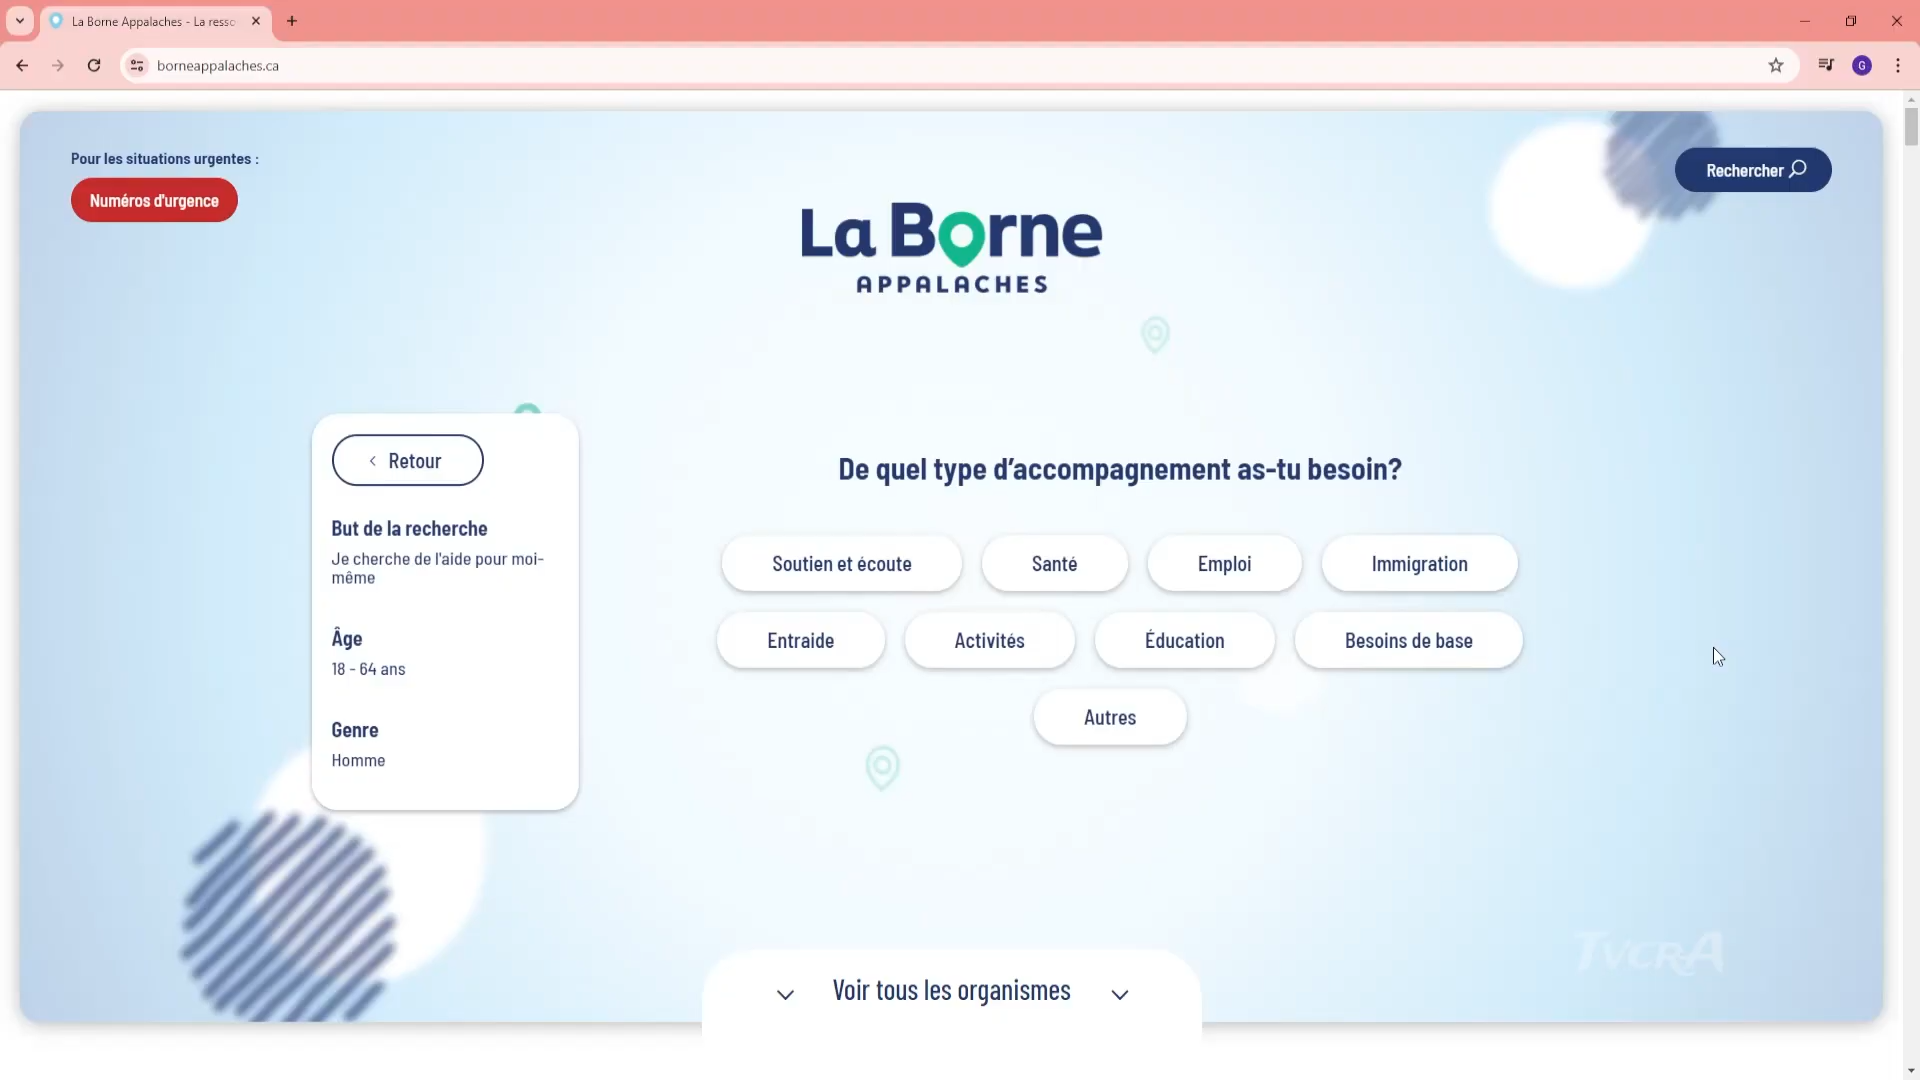 La Borne Appalaches - La resso
borneappalaches.ca
G
Pour les situations urgentes :
Numéros d'urgence
Rechercher
La Borne
APPALACHES
Retour
But de la recherche
Je cherche de l'aide pour moi-
même
Âge
18 - 64 ans
Genre
Homme
De quel type d’accompagnement as-tu besoin?
Soutien et écoute
Santé
Emploi
Immigration
Entraide
Activités
Éducation
Besoins de base
Autres
Voir tous les organismes
TVCRA